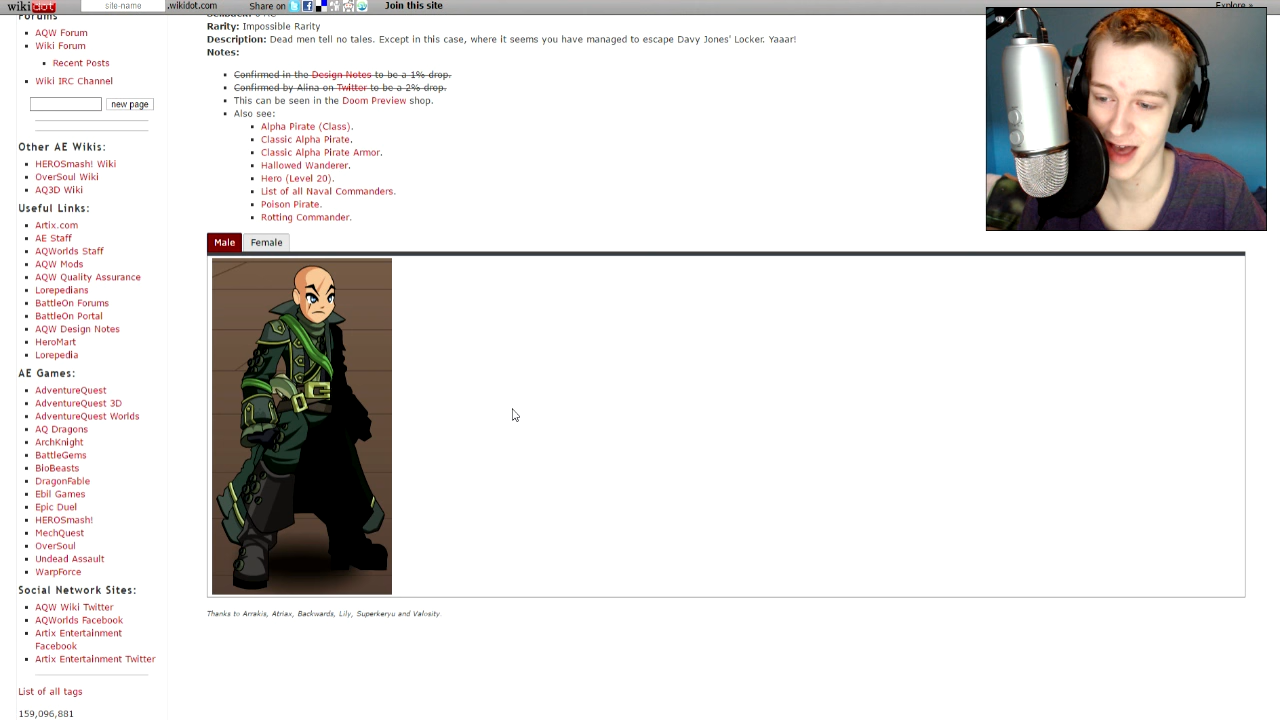 wikidot
site-name
.wikidot.com
Share on
Join this site
Explore »
Forums
AQW Forum
Wiki Forum
Recent Posts
Wiki IRC Channel
new page
Other AE Wikis:
HEROSmash! Wiki
OverSoul Wiki
AQ3D Wiki
Useful Links:
Artix.com
AE Staff
AQWorlds Staff
AQW Mods
AQW Quality Assurance
Lorepedians
BattleOn Forums
BattleOn Portal
AQW Design Notes
HeroMart
Lorepedia
AE Games:
AdventureQuest
AdventureQuest 3D
AdventureQuest Worlds
AQ Dragons
ArchKnight
BattleGems
BioBeasts
DragonFable
Ebil Games
Epic Duel
HEROSmash!
MechQuest
OverSoul
Undead Assault
WarpForce
Social Network Sites:
AQW Wiki Twitter
AQWorlds Facebook
Artix Entertainment
Facebook
Artix Entertainment Twitter
List of all tags
159,096,881
Rarity: Impossible Rarity
Description: Dead men tell no tales. Except in this case, where it seems you have managed to escape Davy Jones' Locker. Yaaar!
Notes:
Confirmed in the Design Notes to be a 1% drop.
Confirmed by Alina on Twitter to be a 2% drop.
This can be seen in the Doom Preview shop.
Also see:
Alpha Pirate (Class).
Classic Alpha Pirate.
Classic Alpha Pirate Armor.
Hallowed Wanderer.
Hero (Level 20).
List of all Naval Commanders.
Poison Pirate.
Rotting Commander.
Male
Female
Thanks to Arrakis, Atriax, Backwards, Lily, Superkeryu and Valosity.